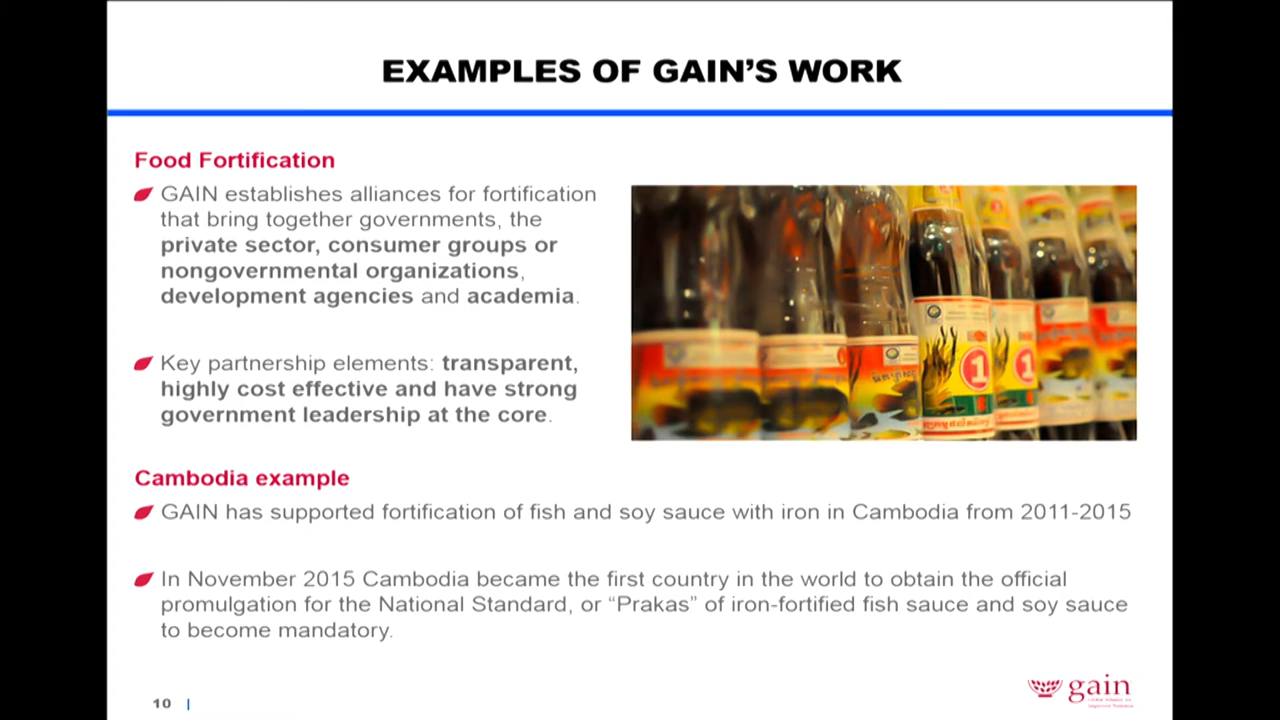 EXAMPLES OF GAIN'S WORK
Food Fortification
GAIN establishes alliances for fortification
that bring together governments, the
private sector, consumer groups or
nongovernmental organizations,
development agencies and academia.
Key partnership elements: transparent,
highly cost effective and have strong
government leadership at the core.
1
1
Cambodia example
GAIN has supported fortification of fish and soy sauce with iron in Cambodia from 2011-2015
In November 2015 Cambodia became the first country in the world to obtain the official
promulgation for the National Standard, or “Prakas” of iron-fortified fish sauce and soy sauce
to become mandatory.
gain
10 |